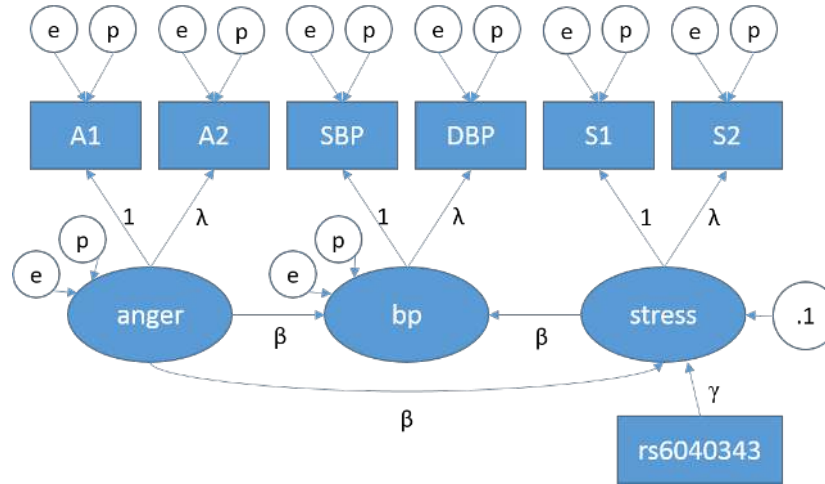 e p e p e p e p e p e p
A1 A2 SBP DBP S1 S2
1 λ 1 λ 1 λ
p p
e e
anger bp stress .1
β β
β γ
rs6040343